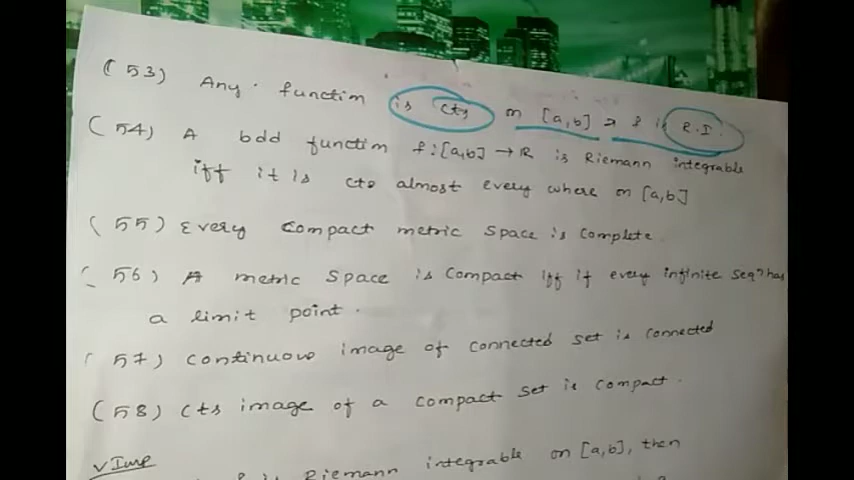 (53) Any function is cts on [a,b] ⇒ f is R.I.
(54) A bdd function f:[a,b] → R is Riemann integrable
iff it is cts almost every where on [a,b]
(55) Every compact metric space is complete.
(56) A metric space is compact iff if every infinite seqⁿ has
a limit point.
(57) continuous image of connected set is connected
(58) cts image of a compact set is compact.
v Imp
f is Riemann integrable on [a,b], then